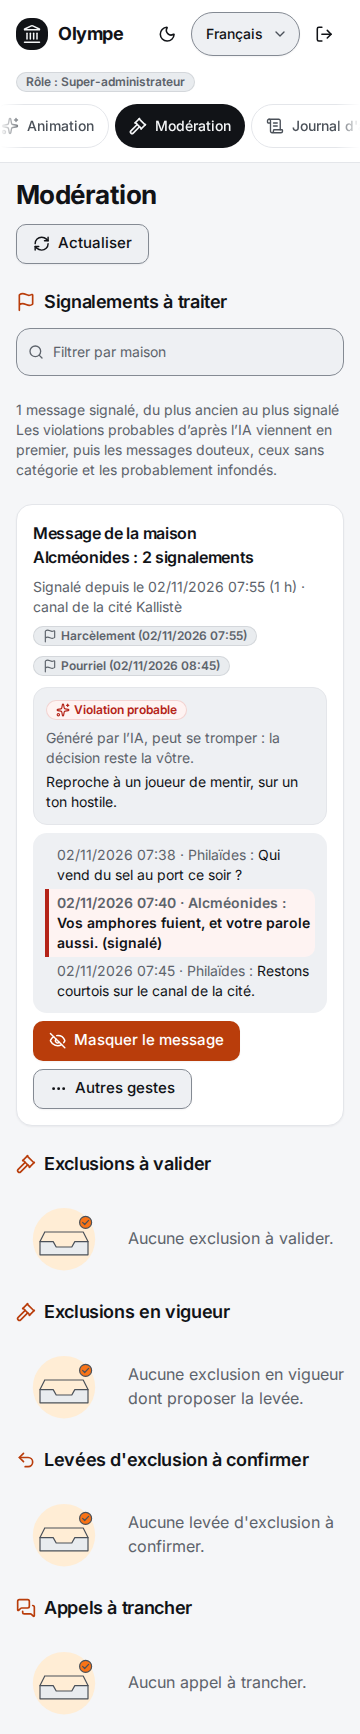 Olympe
Français
Rôle : Super-administrateur
Animation
Modération
Journal d'
Modération
Actualiser
Signalements à traiter
Filtrer par maison
1 message signalé, du plus ancien au plus signalé
Les violations probables d’après l’IA viennent en
premier, puis les messages douteux, ceux sans
catégorie et les probablement infondés.
Message de la maison
Alcméonides : 2 signalements
Signalé depuis le 02/11/2026 07:55 (1 h) ·
canal de la cité Kallistè
Harcèlement (02/11/2026 07:55)
Pourriel (02/11/2026 08:45)
Violation probable
Généré par l’IA, peut se tromper : la
décision reste la vôtre.
Reproche à un joueur de mentir, sur un
ton hostile.
02/11/2026 07:38 · Philaïdes : Qui
vend du sel au port ce soir ?
02/11/2026 07:40 · Alcméonides :
Vos amphores fuient, et votre parole
aussi. (signalé)
02/11/2026 07:45 · Philaïdes : Restons
courtois sur le canal de la cité.
Masquer le message
Autres gestes
Exclusions à valider
Aucune exclusion à valider.
Exclusions en vigueur
Aucune exclusion en vigueur
dont proposer la levée.
Levées d'exclusion à confirmer
Aucune levée d'exclusion à
confirmer.
Appels à trancher
Aucun appel à trancher.